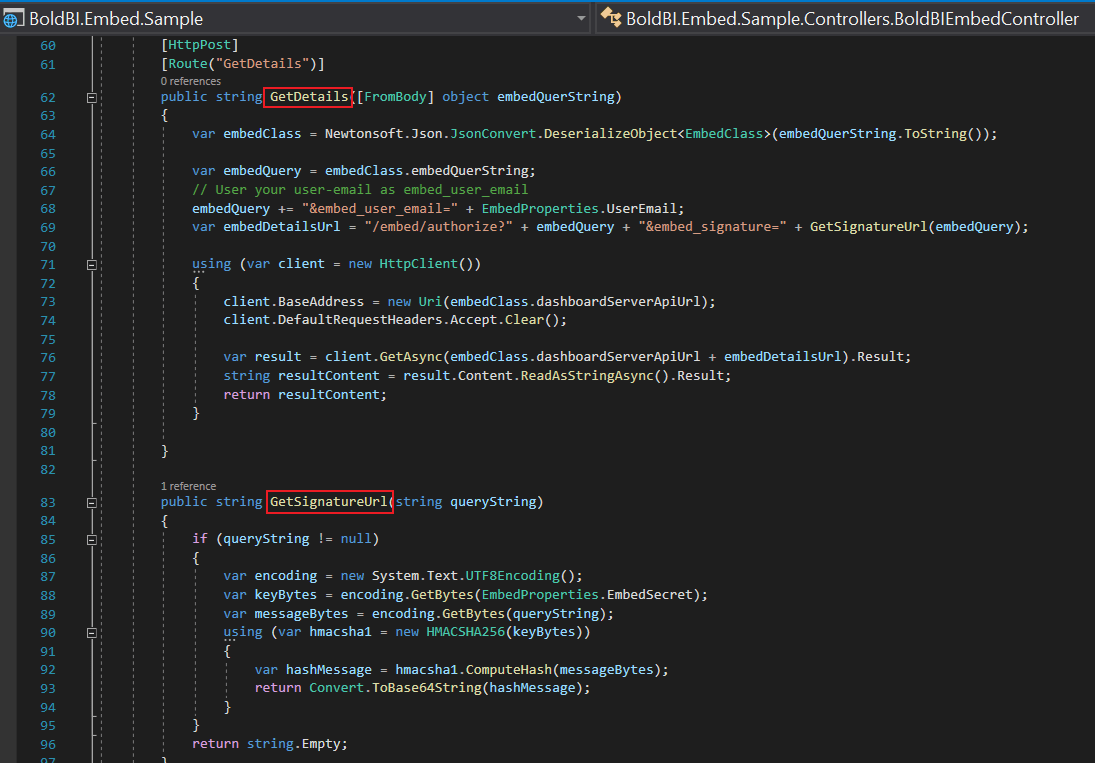 BoldBI.Embed.Sample
BoldBI.Embed.Sample.Controllers.BoldBIEmbedController
60 [HttpPost]
61 [Route("GetDetails")]
0 references
62 public string GetDetails([FromBody] object embedQuerString)
63 {
64 var embedClass = Newtonsoft.Json.JsonConvert.DeserializeObject<EmbedClass>(embedQuerString.ToString());
65
66 var embedQuery = embedClass.embedQuerString;
67 // User your user-email as embed_user_email
68 embedQuery += "&embed_user_email=" + EmbedProperties.UserEmail;
69 var embedDetailsUrl = "/embed/authorize?" + embedQuery + "&embed_signature=" + GetSignatureUrl(embedQuery);
70
71 using (var client = new HttpClient())
72 {
73 client.BaseAddress = new Uri(embedClass.dashboardServerApiUrl);
74 client.DefaultRequestHeaders.Accept.Clear();
75
76 var result = client.GetAsync(embedClass.dashboardServerApiUrl + embedDetailsUrl).Result;
77 string resultContent = result.Content.ReadAsStringAsync().Result;
78 return resultContent;
79 }
80
81 }
82
1 reference
83 public string GetSignatureUrl(string queryString)
84 {
85 if (queryString != null)
86 {
87 var encoding = new System.Text.UTF8Encoding();
88 var keyBytes = encoding.GetBytes(EmbedProperties.EmbedSecret);
89 var messageBytes = encoding.GetBytes(queryString);
90 using (var hmacsha1 = new HMACSHA256(keyBytes))
91 {
92 var hashMessage = hmacsha1.ComputeHash(messageBytes);
93 return Convert.ToBase64String(hashMessage);
94 }
95 }
96 return string.Empty;
97 }